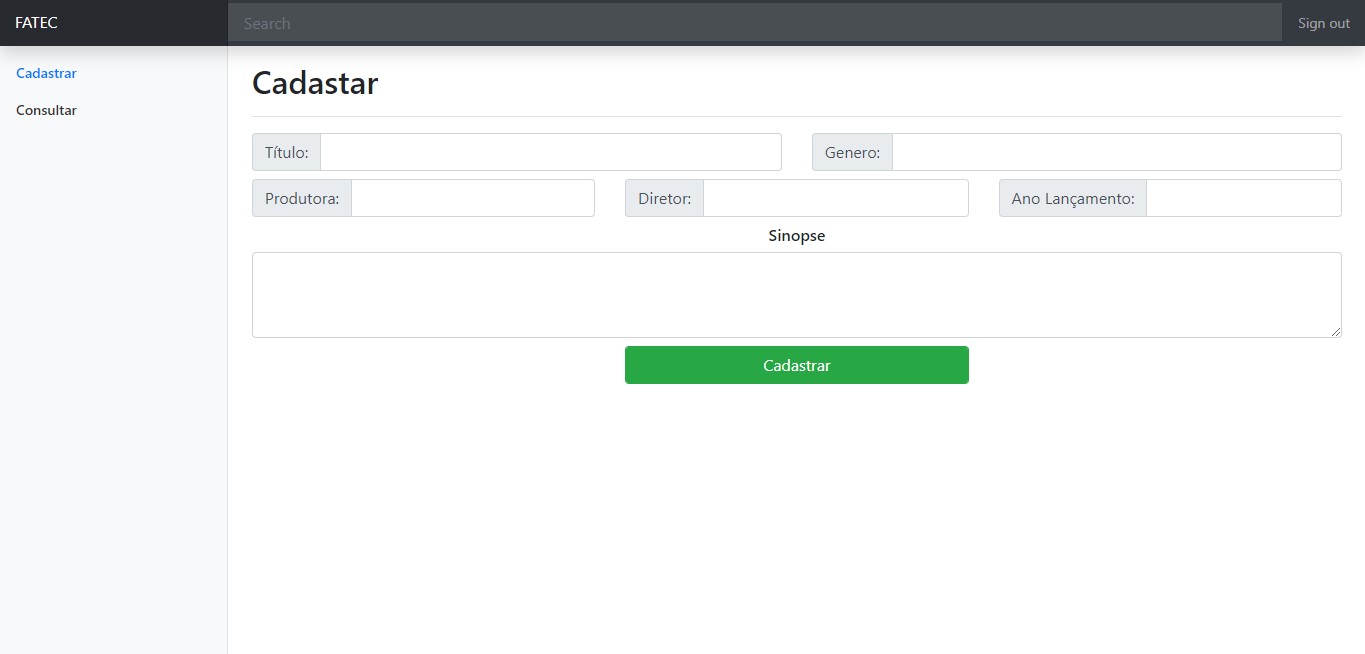 FATEC Search Sign out
Cadastrar
Consultar
Cadastar
Título: Genero:
Produtora: Diretor: Ano Lançamento:
Sinopse
Cadastrar